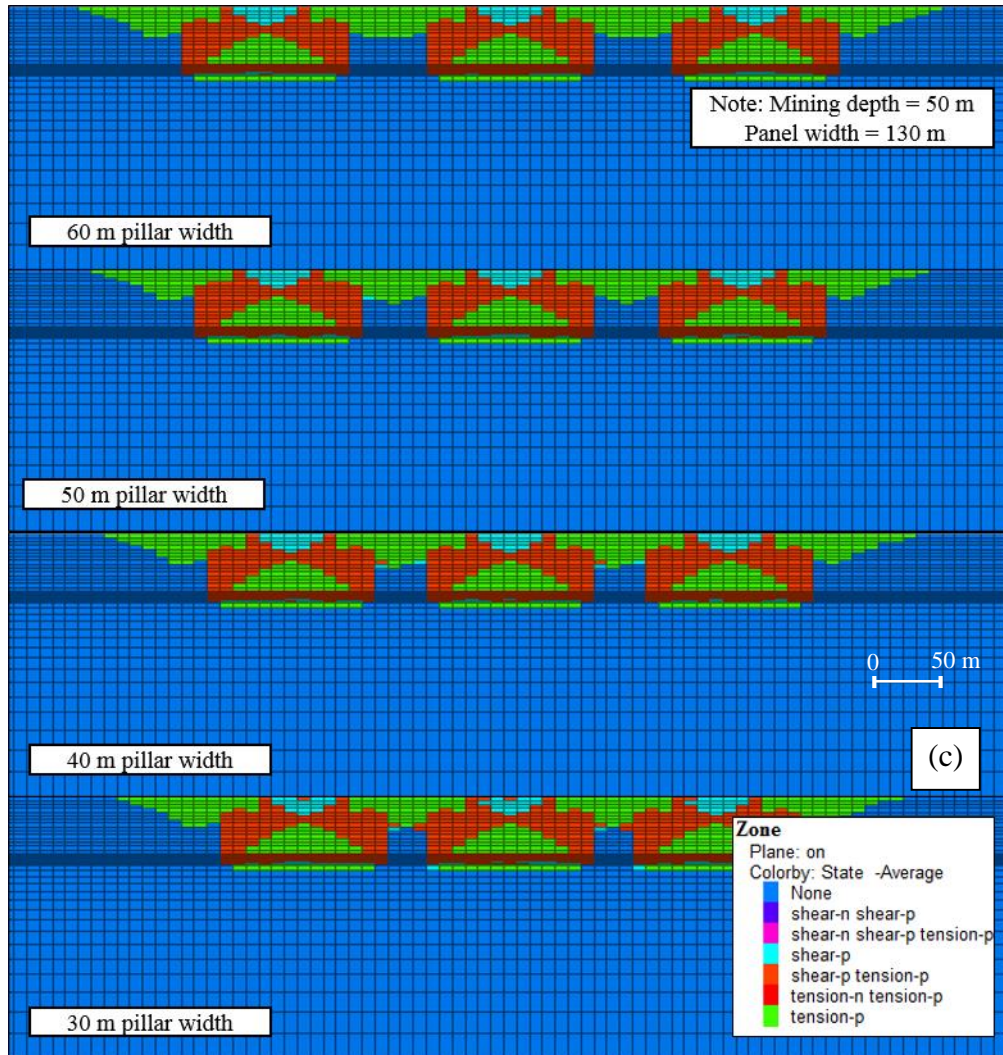 Note: Mining depth = 50 m
Panel width = 130 m
60 m pillar width
50 m pillar width
0 50 m
40 m pillar width
(c)
Zone
Plane: on
Colorby: State -Average
None
shear-n shear-p
shear-n shear-p tension-p
shear-p
shear-p tension-p
tension-n tension-p
tension-p
30 m pillar width